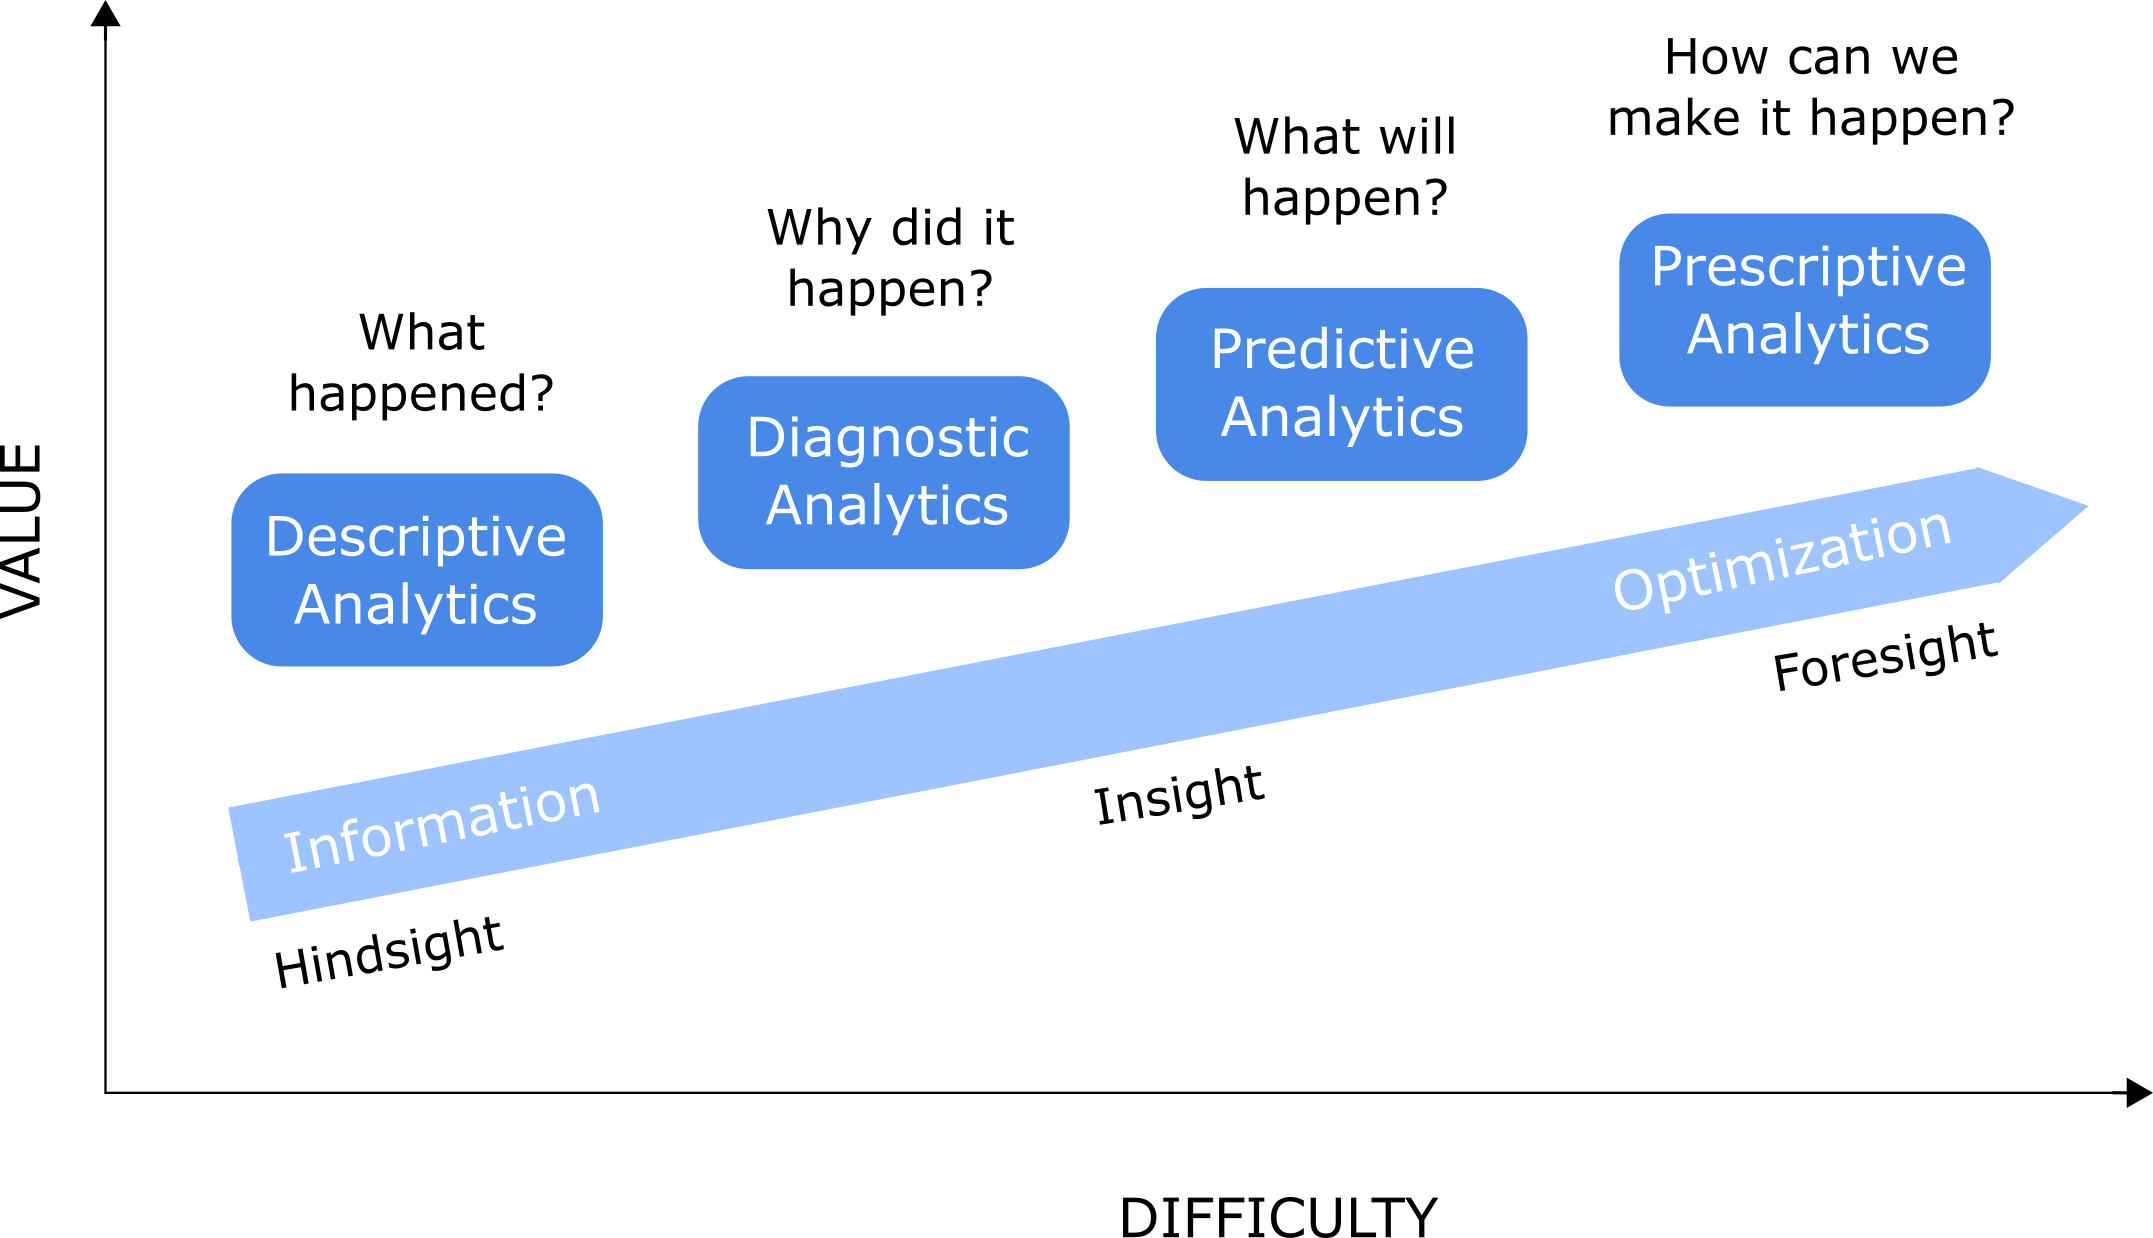 How can we
make it happen?
What will
happen?
Why did it
happen?
What
happened?
Prescriptive
Analytics
Predictive
Analytics
Diagnostic
Analytics
Descriptive
Analytics
VALUE
Optimization
Foresight
Information
Insight
Hindsight
DIFFICULTY